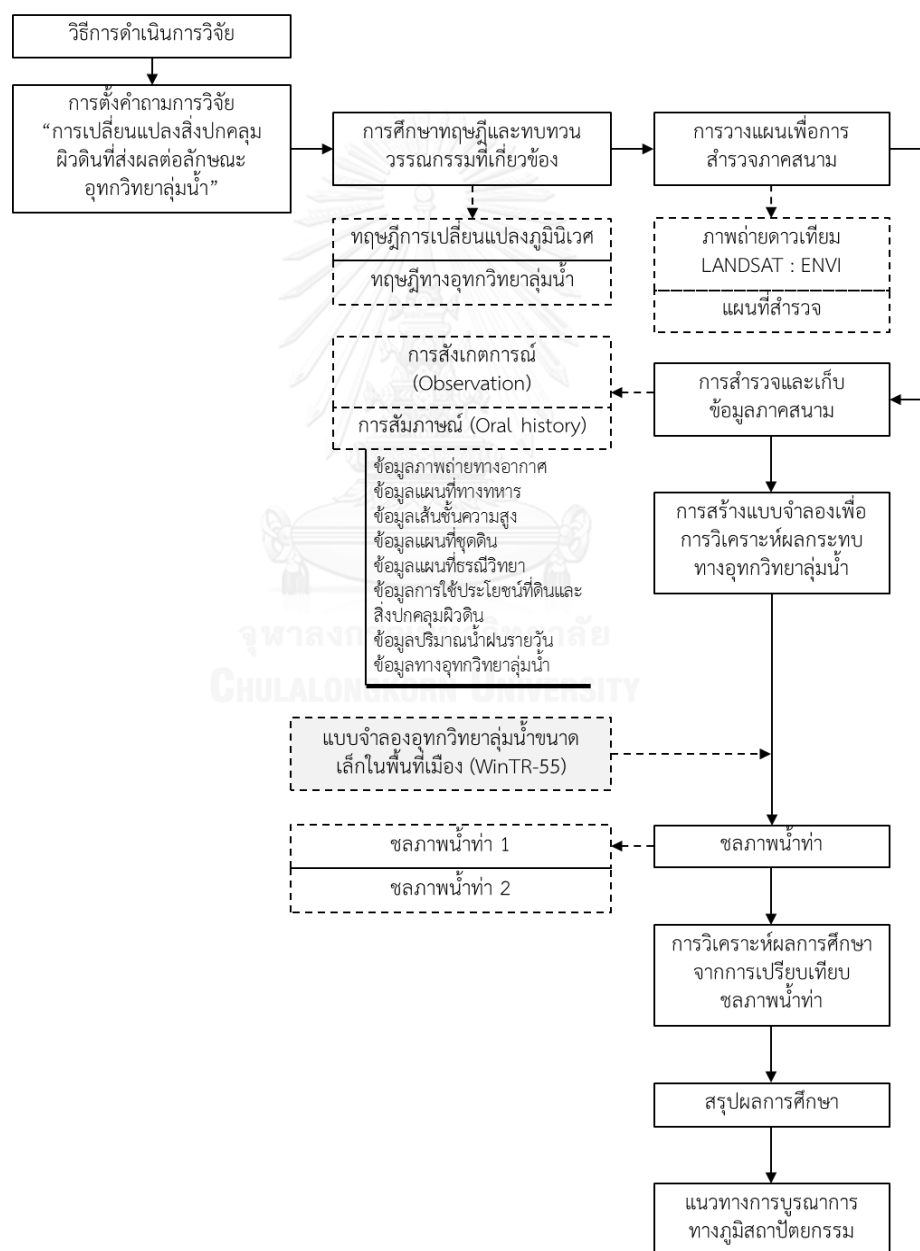 วิธีการดำเนินการวิจัย
การตั้งคำถามการวิจัย
“การเปลี่ยนแปลงสิ่งปกคลุม
ผิวดินที่ส่งผลต่อลักษณะ
อุทกวิทยาลุ่มน้ำ”
การศึกษาทฤษฎีและทบทวน
วรรณกรรมที่เกี่ยวข้อง
การวางแผนเพื่อการ
สำรวจภาคสนาม
ทฤษฎีการเปลี่ยนแปลงภูมินิเวศ
ทฤษฎีทางอุทกวิทยาลุ่มน้ำ
ภาพถ่ายดาวเทียม
LANDSAT : ENVI
แผนที่สำรวจ
การสังเกตการณ์
(Observation)
การสัมภาษณ์ (Oral history)
การสำรวจและเก็บ
ข้อมูลภาคสนาม
ข้อมูลภาพถ่ายทางอากาศ
ข้อมูลแผนที่ทางทหาร
ข้อมูลเส้นชั้นความสูง
ข้อมูลแผนที่ชุดดิน
ข้อมูลแผนที่ธรณีวิทยา
ข้อมูลการใช้ประโยชน์ที่ดินและ
สิ่งปกคลุมผิวดิน
ข้อมูลปริมาณน้ำฝนรายวัน
ข้อมูลทางอุทกวิทยาลุ่มน้ำ
การสร้างแบบจำลองเพื่อ
การวิเคราะห์ผลกระทบ
ทางอุทกวิทยาลุ่มน้ำ
จุฬาลงกรณ์มหาวิทยาลัย
CHULALONGKORN UNIVERSITY
แบบจำลองอุทกวิทยาลุ่มน้ำขนาด
เล็กในพื้นที่เมือง (WinTR-55)
ชลภาพน้ำท่า 1
ชลภาพน้ำท่า 2
ชลภาพน้ำท่า
การวิเคราะห์ผลการศึกษา
จากการเปรียบเทียบ
ชลภาพน้ำท่า
สรุปผลการศึกษา
แนวทางการบูรณาการ
ทางภูมิสถาปัตยกรรม